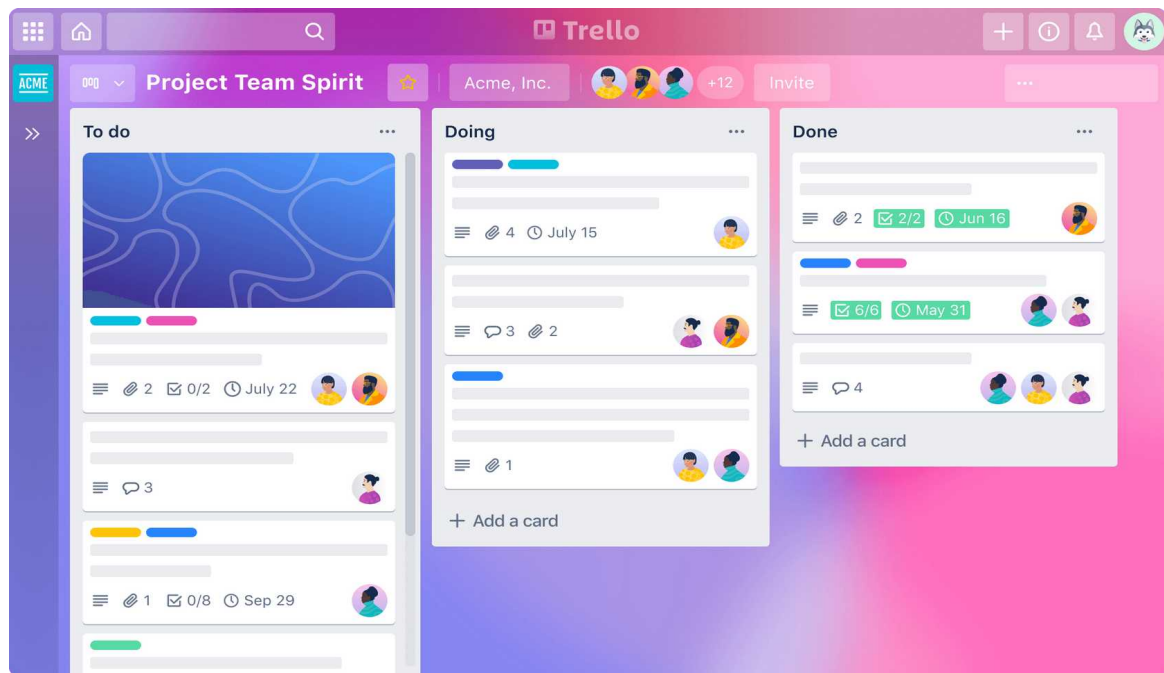 Trello
ACME
Project Team Spirit
Acme, Inc.
+12
Invite
To do
2 0/2 July 22
3
1 0/8 Sep 29
Doing
4 July 15
3 2
1
+ Add a card
Done
2 2/2 Jun 16
6/6 May 31
4
+ Add a card